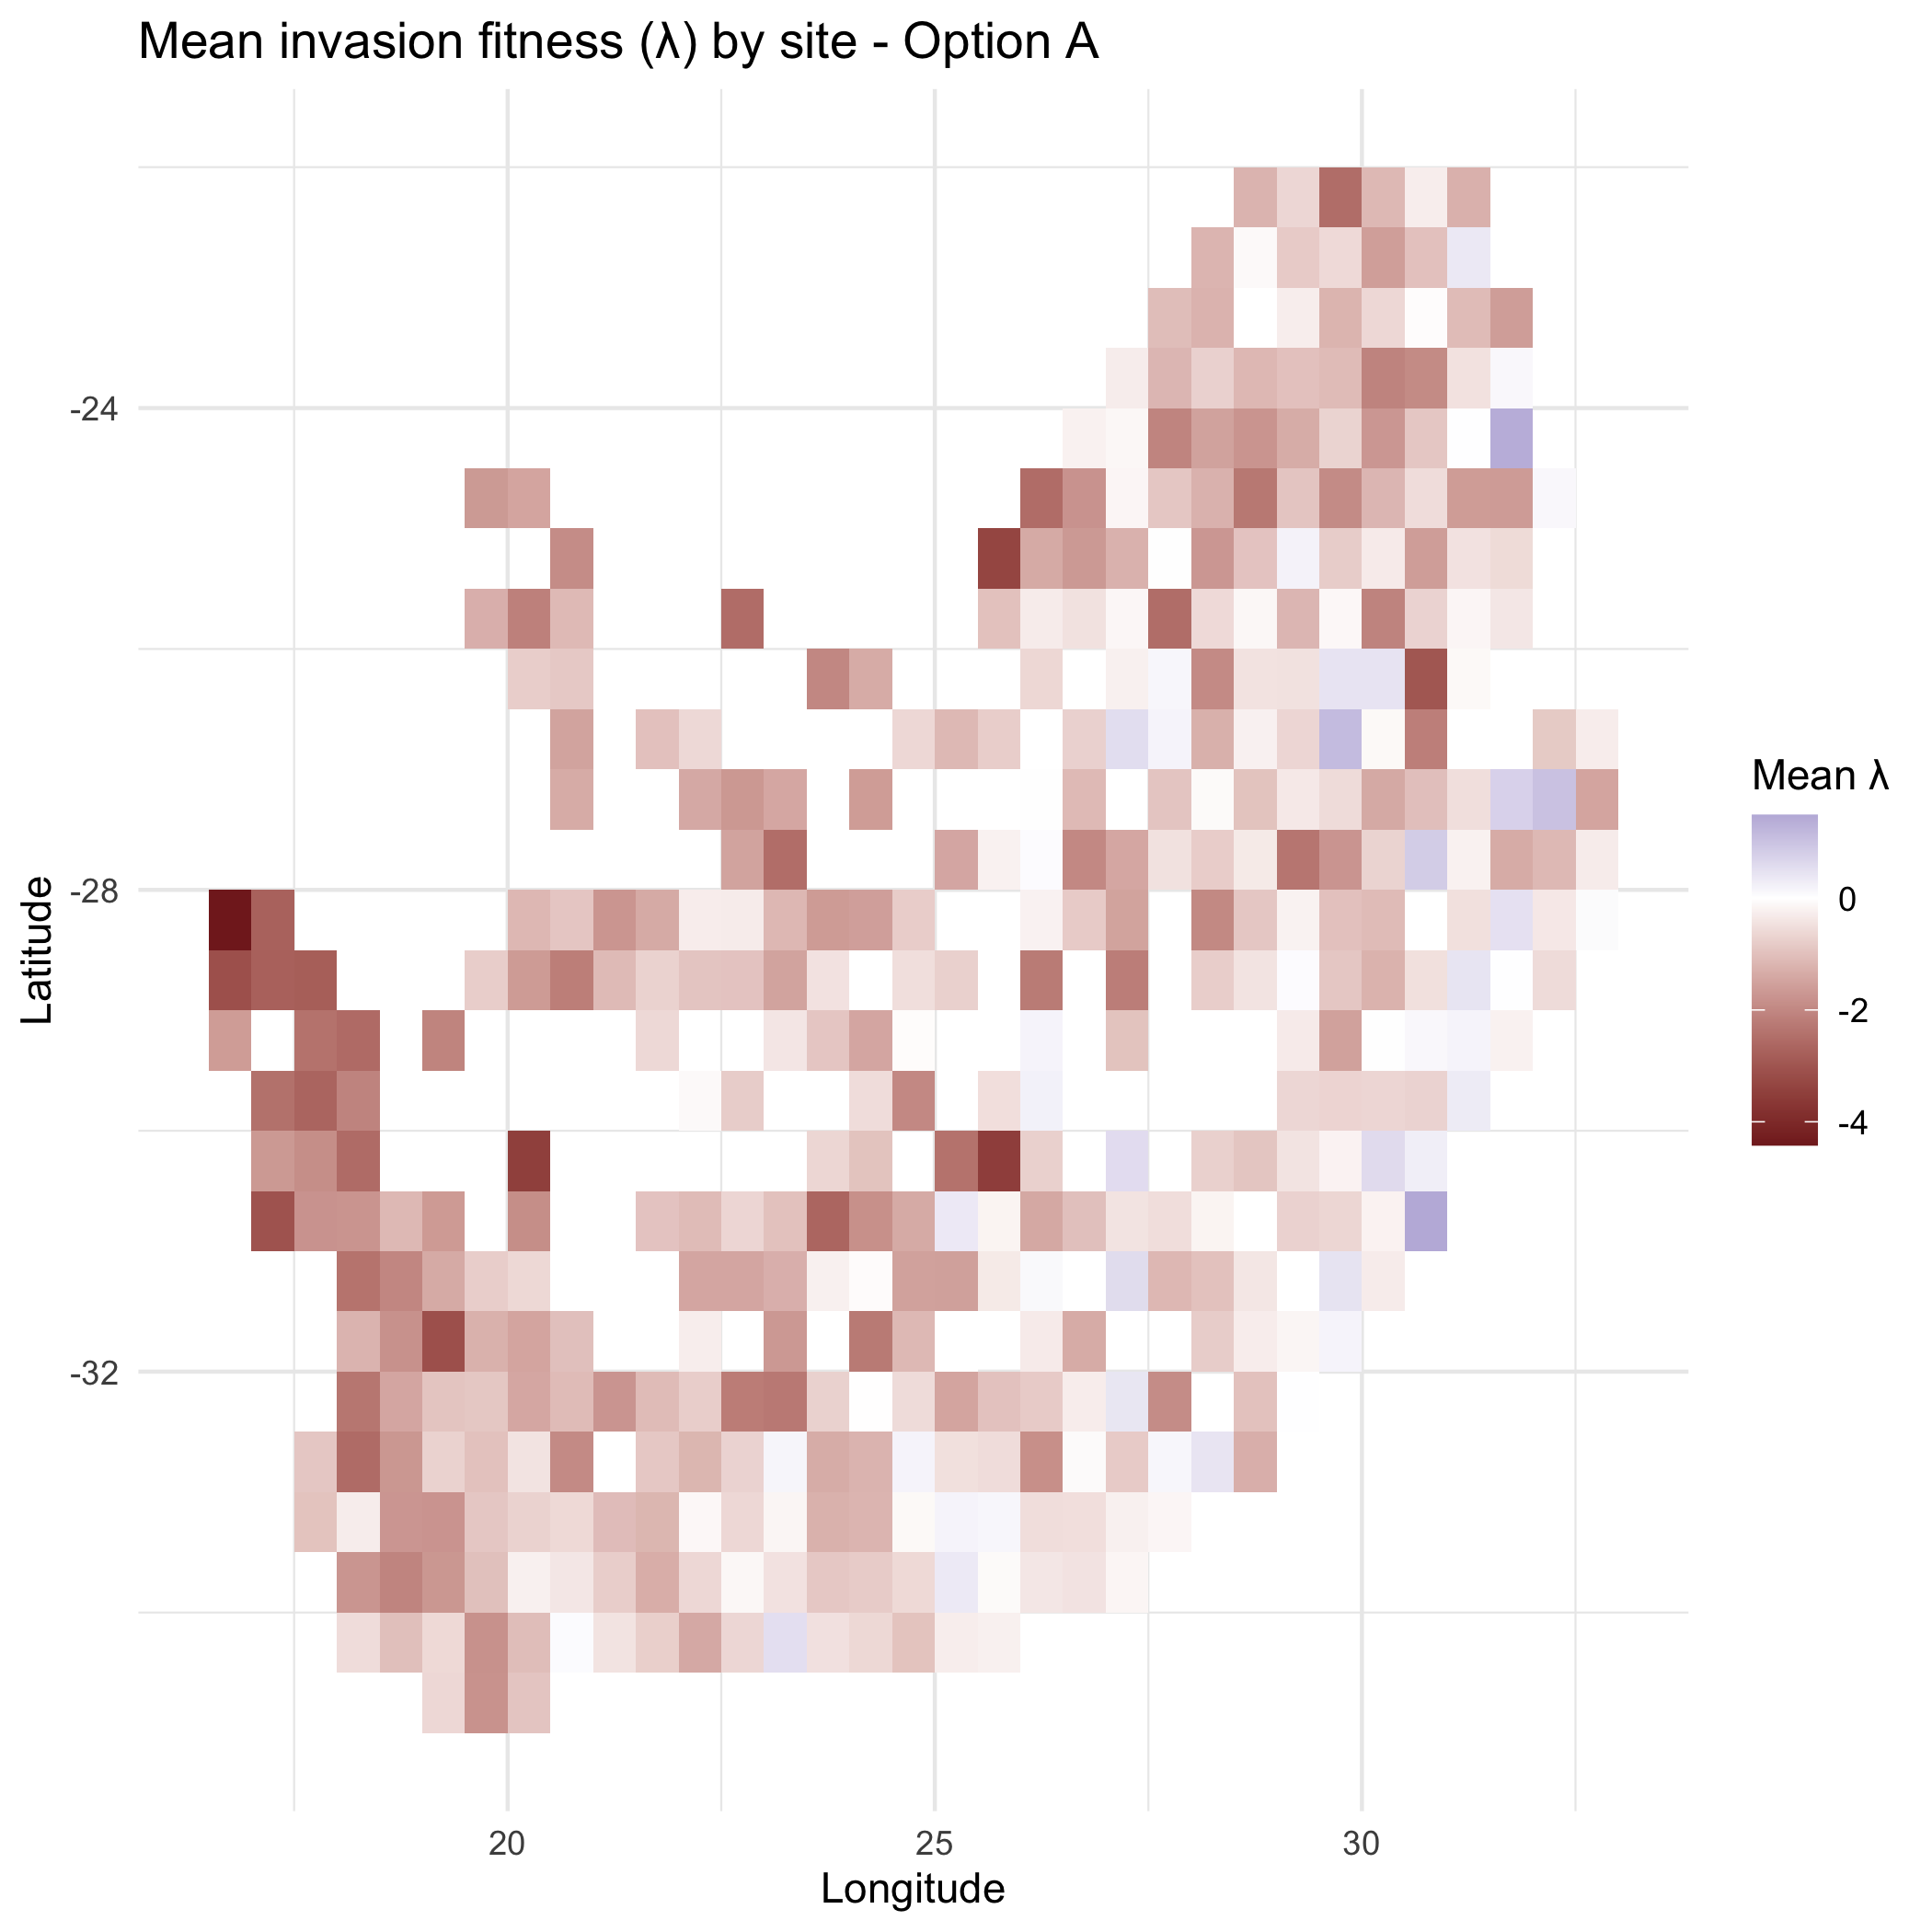 Mean invasion fitness (λ) by site - Option A
-24
-28
-32
Latitude
20
25
30
Longitude
Mean λ
0
-2
-4